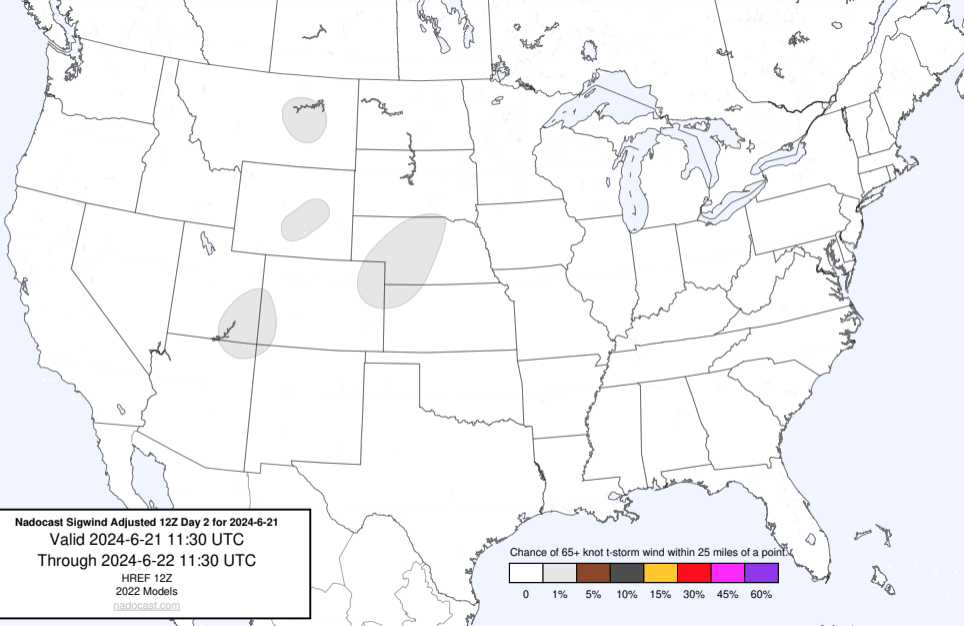 Nadocast Sigwind Adjusted 12Z Day 2 for 2024-6-21
Valid 2024-6-21 11:30 UTC
Through 2024-6-22 11:30 UTC
HREF 12Z
2022 Models
nadocast.com
Chance of 65+ knot t-storm wind within 25 miles of a point.
0 1% 5% 10% 15% 30% 45% 60%